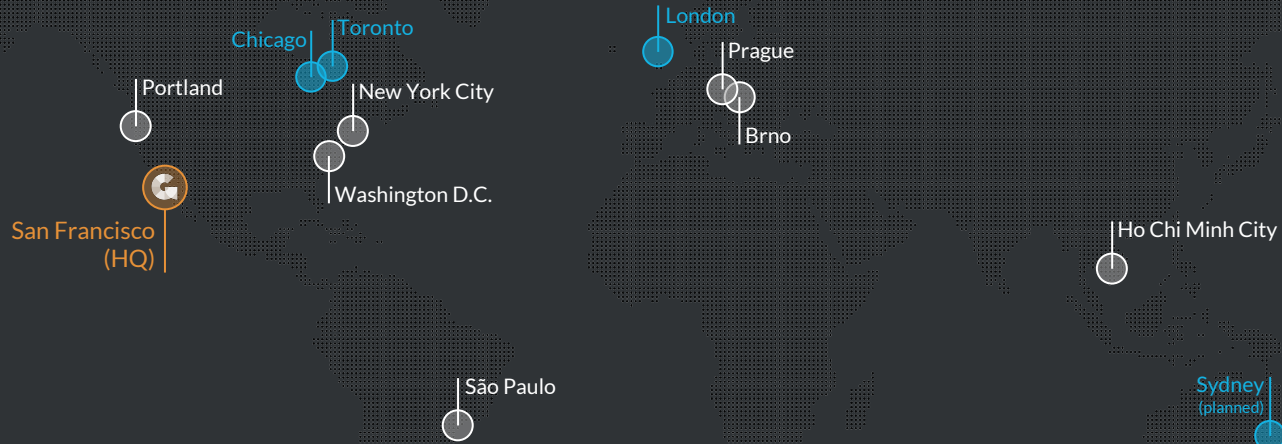 London
Toronto
Chicago
Prague
Portland
New York City
Brno
Washington D.C.
San Francisco
(HQ)
Ho Chi Minh City
São Paulo
Sydney
(planned)